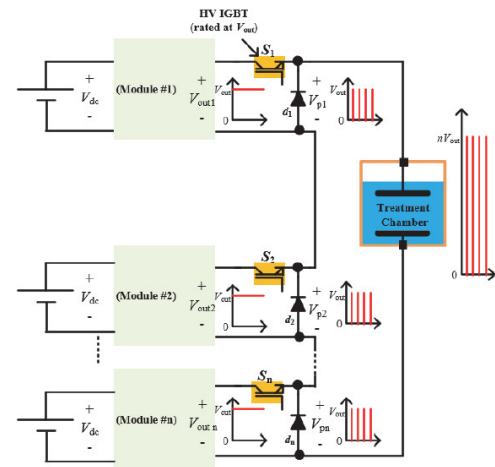 HV IGBT
(rated at Vout)
S1
+
Vdc
-
(Module #1)
+
Vout1
-
Vout
0
d1
+
Vp1
-
Vout
0
nVout
0
Treatment
Chamber
S2
+
Vdc
-
(Module #2)
+
Vout2
-
Vout
0
d2
+
Vp2
-
Vout
0
Sn
+
Vdc
-
(Module #n)
+
Vout n
-
Vout
0
dn
+
Vpn
-
Vout
0